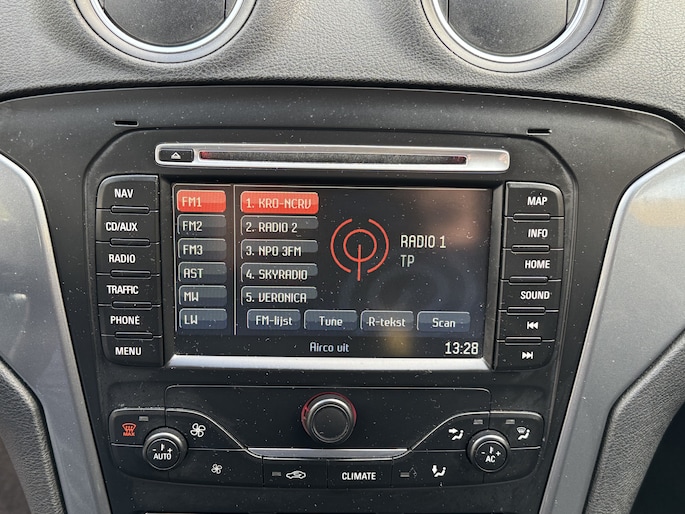 NAV
CD/AUX
RADIO
TRAFFIC
PHONE
MENU
FM1
FM2
FM3
AST
MW
LW
1. KRO-NCRV
2. RADIO 2
3. NPO 3FM
4. SKYRADIO
5. VERONICA
RADIO 1
TP
FM-lijst
Tune
R-tekst
Scan
Airco uit
13:28
MAP
INFO
HOME
SOUND
MAX
AUTO
CLIMATE
AC